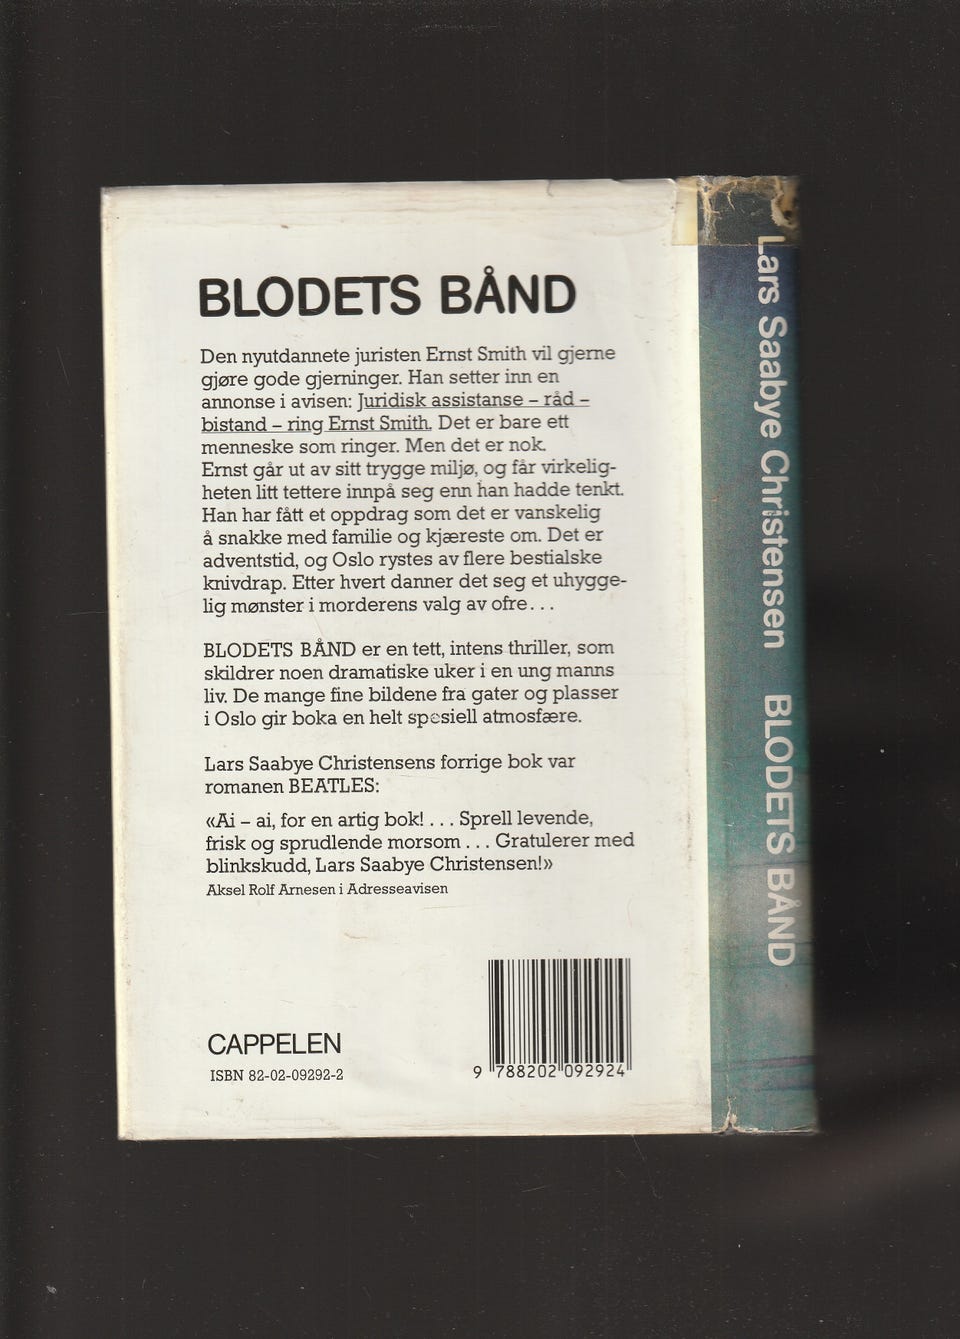 BLODETS BÅND
Den nyutdannete juristen Ernst Smith vil gjerne
gjøre gode gjerninger. Han setter inn en
annonse i avisen: Juridisk assistanse – råd –
bistand – ring Ernst Smith. Det er bare ett
menneske som ringer. Men det er nok.
Ernst går ut av sitt trygge miljø, og får virkelig-
heten litt tettere innpå seg enn han hadde tenkt.
Han har fått et oppdrag som det er vanskelig
å snakke med familie og kjæreste om. Det er
adventstid, og Oslo rystes av flere bestialske
knivdrap. Etter hvert danner det seg et uhygge-
lig mønster i morderens valg av ofre...
BLODETS BÅND er en tett, intens thriller, som
skildrer noen dramatiske uker i en ung manns
liv. De mange fine bildene fra gater og plasser
i Oslo gir boka en helt spesiell atmosfære.
Lars Saabye Christensens forrige bok var
romanen BEATLES:
«Ai – ai, for en artig bok! ... Sprell levende,
frisk og sprudlende morsom ... Gratulerer med
blinkskudd, Lars Saabye Christensen!»
Aksel Rolf Arnesen i Adresseavisen
CAPPELEN
ISBN 82-02-09292-2
9 788202 092924
Lars Saabye Christensen BLODETS BÅND